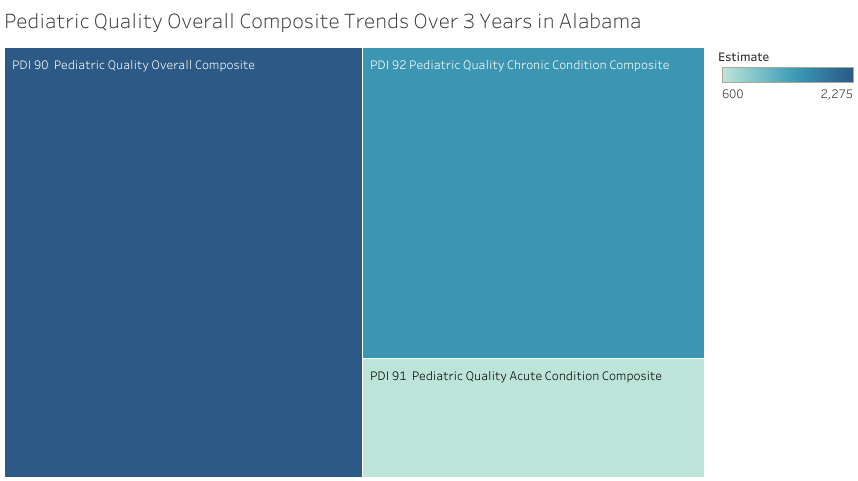 Pediatric Quality Overall Composite Trends Over 3 Years in Alabama
PDI 90  Pediatric Quality Overall Composite
PDI 92 Pediatric Quality Chronic Condition Composite
PDI 91  Pediatric Quality Acute Condition Composite
Estimate
600 2,275